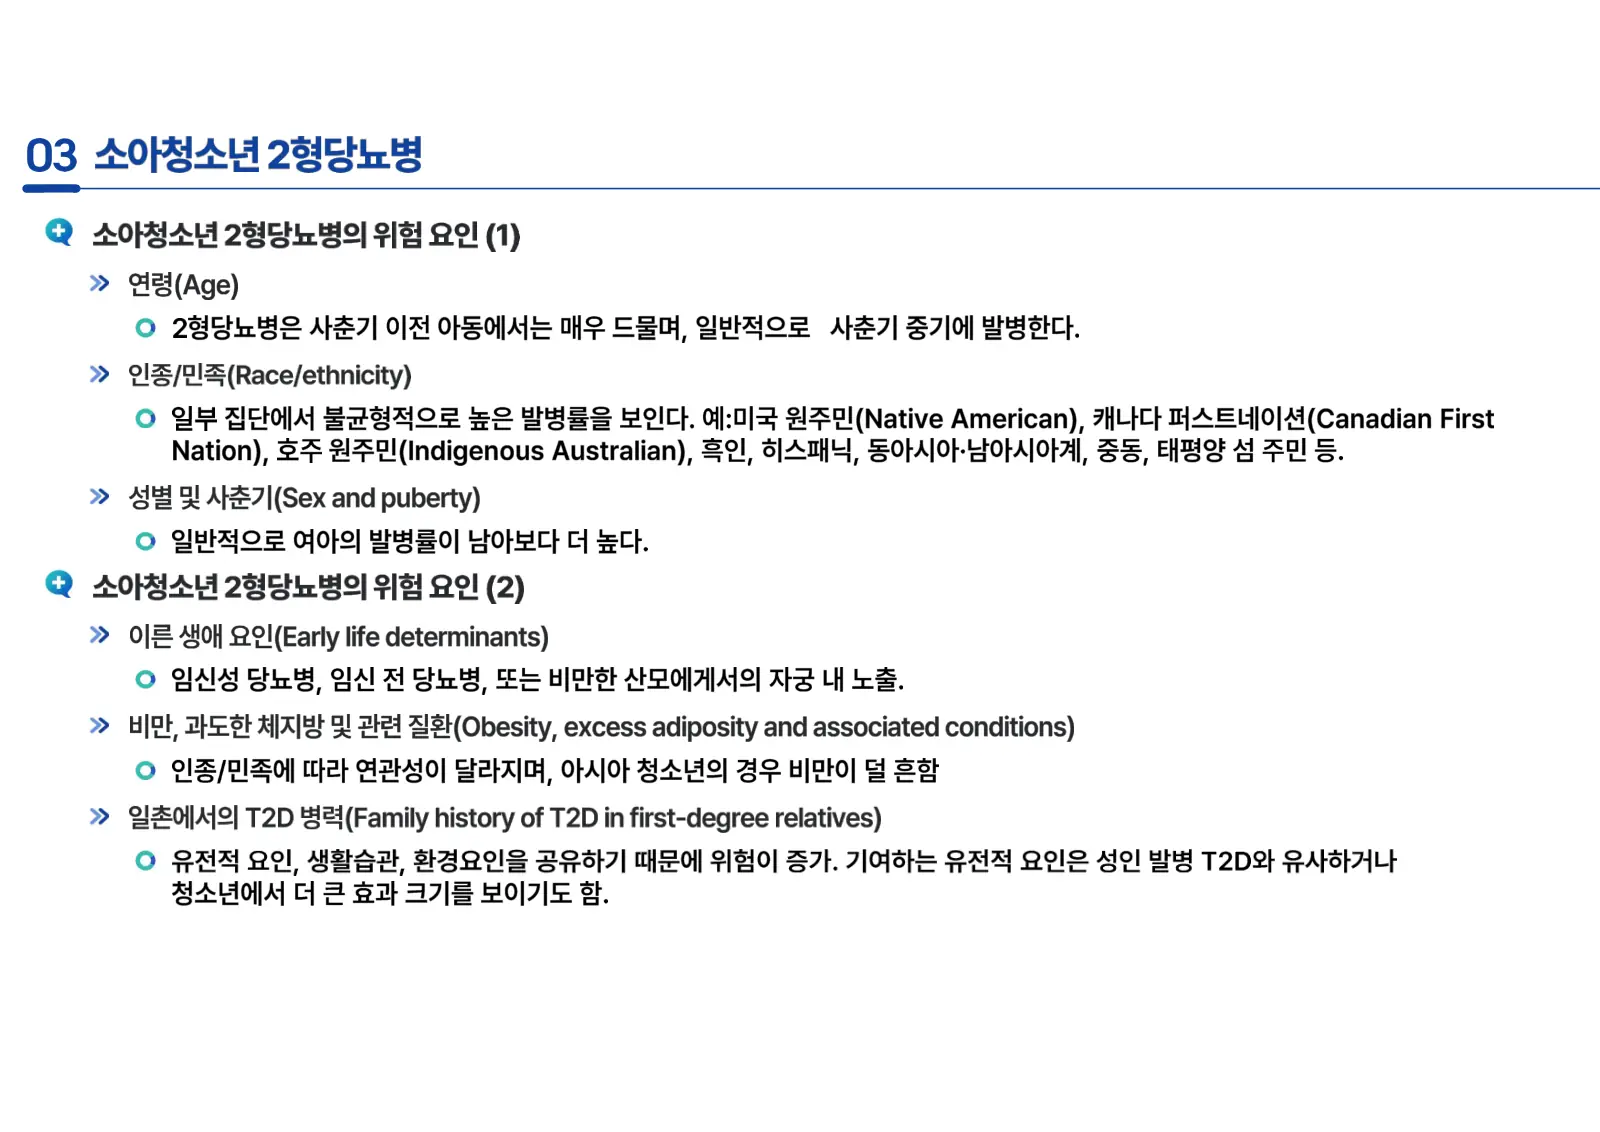 03 소아청소년 2형당뇨병
소아청소년 2형당뇨병의 위험 요인 (1)
연령(Age)
2형당뇨병은 사춘기 이전 아동에서는 매우 드물며, 일반적으로 사춘기 중기에 발병한다.
인종/민족(Race/ethnicity)
일부 집단에서 불균형적으로 높은 발병률을 보인다. 예:미국 원주민(Native American), 캐나다 퍼스트네이션(Canadian First
Nation), 호주 원주민(Indigenous Australian), 흑인, 히스패닉, 동아시아·남아시아계, 중동, 태평양 섬 주민 등.
성별 및 사춘기(Sex and puberty)
일반적으로 여아의 발병률이 남아보다 더 높다.
소아청소년 2형당뇨병의 위험 요인 (2)
이른 생애 요인(Early life determinants)
임신성 당뇨병, 임신 전 당뇨병, 또는 비만한 산모에게서의 자궁 내 노출.
비만, 과도한 체지방 및 관련 질환(Obesity, excess adiposity and associated conditions)
인종/민족에 따라 연관성이 달라지며, 아시아 청소년의 경우 비만이 덜 흔함
일촌에서의 T2D 병력(Family history of T2D in first-degree relatives)
유전적 요인, 생활습관, 환경요인을 공유하기 때문에 위험이 증가. 기여하는 유전적 요인은 성인 발병 T2D와 유사하거나
청소년에서 더 큰 효과 크기를 보이기도 함.